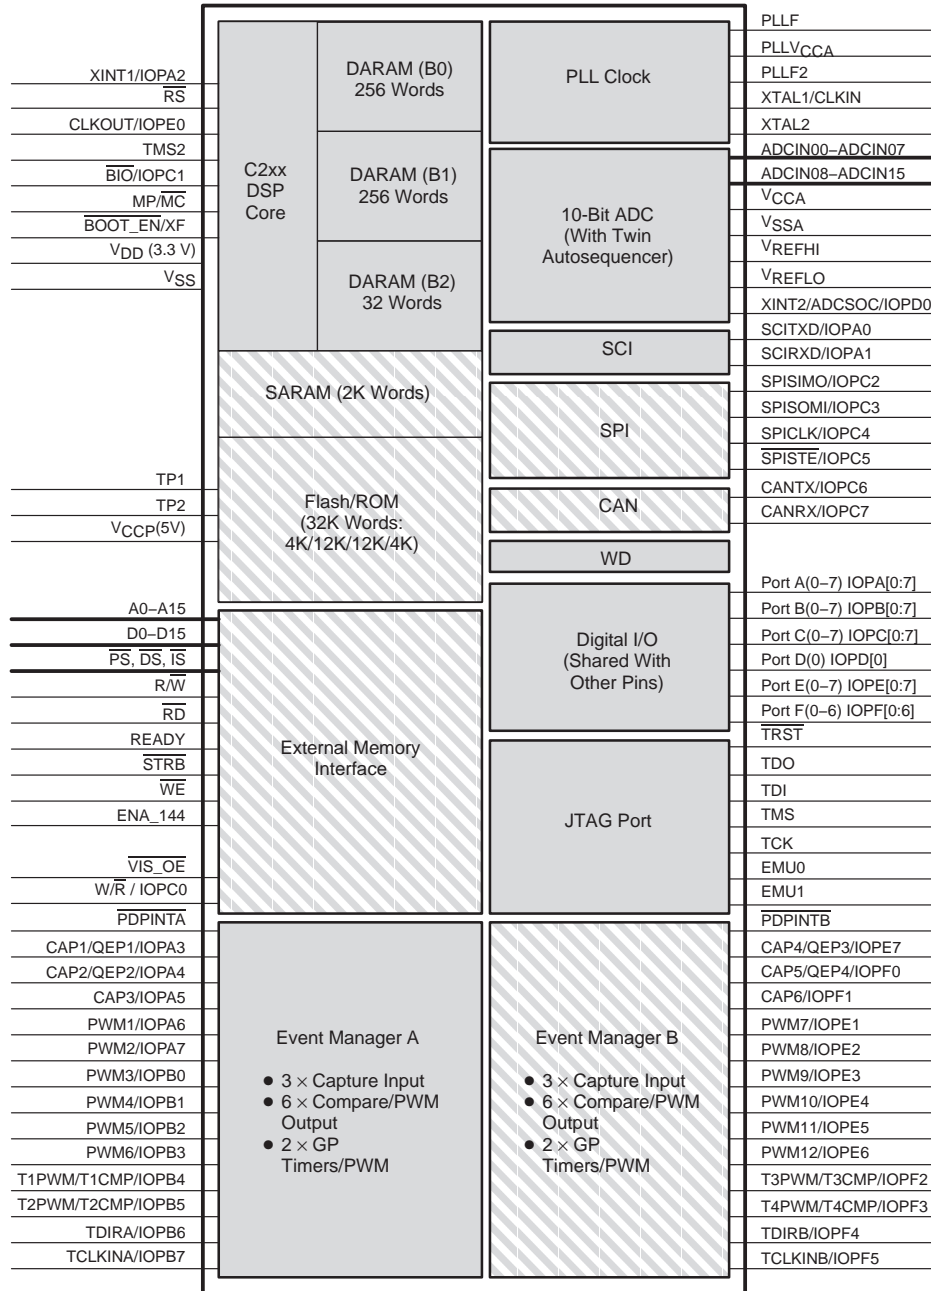 XINT1/IOPA2
RS
CLKOUT/IOPE0
TMS2
BIO/IOPC1
MP/MC
BOOT_EN/XF
VDD (3.3 V)
VSS
TP1
TP2
VCCP(5V)
A0–A15
D0–D15
PS, DS, IS
R/W
RD
READY
STRB
WE
ENA_144
VIS_OE
W/R / IOPC0
PDPINTA
CAP1/QEP1/IOPA3
CAP2/QEP2/IOPA4
CAP3/IOPA5
PWM1/IOPA6
PWM2/IOPA7
PWM3/IOPB0
PWM4/IOPB1
PWM5/IOPB2
PWM6/IOPB3
T1PWM/T1CMP/IOPB4
T2PWM/T2CMP/IOPB5
TDIRA/IOPB6
TCLKINA/IOPB7
C2xx
DSP
Core
DARAM (B0)
256 Words
DARAM (B1)
256 Words
DARAM (B2)
32 Words
SARAM (2K Words)
Flash/ROM
(32K Words:
4K/12K/12K/4K)
External Memory
Interface
Event Manager A
● 3 × Capture Input
● 6 × Compare/PWM
Output
● 2 × GP
Timers/PWM
PLL Clock
10-Bit ADC
(With Twin
Autosequencer)
SCI
SPI
CAN
WD
Digital I/O
(Shared With
Other Pins)
JTAG Port
Event Manager B
● 3 × Capture Input
● 6 × Compare/PWM
Output
● 2 × GP
Timers/PWM
PLLF
PLLVCCA
PLLF2
XTAL1/CLKIN
XTAL2
ADCIN00–ADCIN07
ADCIN08–ADCIN15
VCCA
VSSA
VREFHI
VREFLO
XINT2/ADCSOC/IOPD0
SCITXD/IOPA0
SCIRXD/IOPA1
SPISIMO/IOPC2
SPISOMI/IOPC3
SPICLK/IOPC4
SPISTE/IOPC5
CANTX/IOPC6
CANRX/IOPC7
Port A(0–7) IOPA[0:7]
Port B(0–7) IOPB[0:7]
Port C(0–7) IOPC[0:7]
Port D(0) IOPD[0]
Port E(0–7) IOPE[0:7]
Port F(0–6) IOPF[0:6]
TRST
TDO
TDI
TMS
TCK
EMU0
EMU1
PDPINTB
CAP4/QEP3/IOPE7
CAP5/QEP4/IOPF0
CAP6/IOPF1
PWM7/IOPE1
PWM8/IOPE2
PWM9/IOPE3
PWM10/IOPE4
PWM11/IOPE5
PWM12/IOPE6
T3PWM/T3CMP/IOPF2
T4PWM/T4CMP/IOPF3
TDIRB/IOPF4
TCLKINB/IOPF5